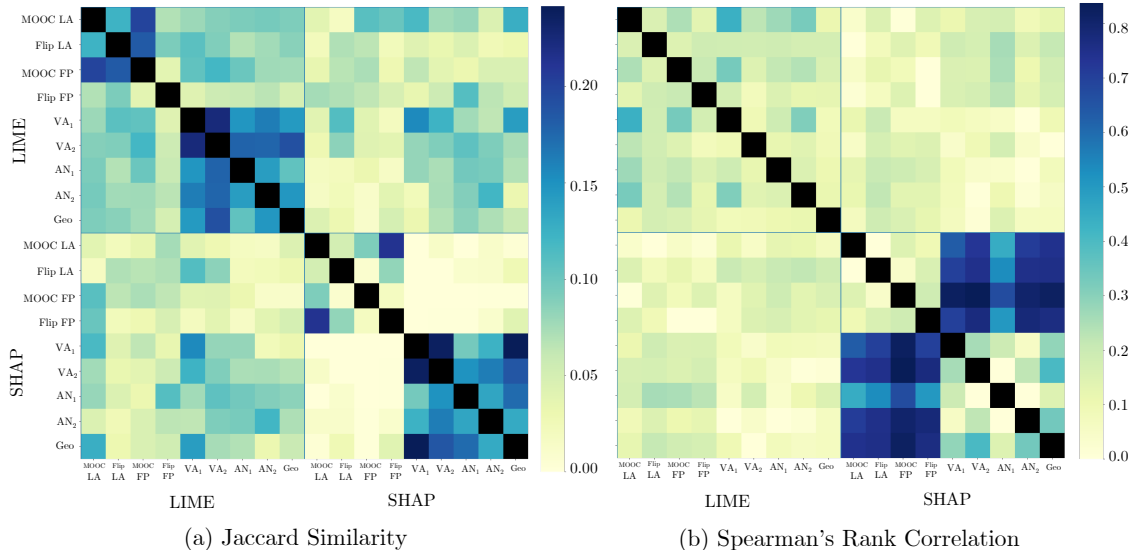 MOOC LA
Flip LA
MOOC FP
Flip FP
VA₁
VA₂
AN₁
AN₂
Geo
MOOC LA
Flip LA
MOOC FP
Flip FP
VA₁
VA₂
AN₁
AN₂
Geo
LIME
SHAP
MOOC Flip MOOC Flip VA₁ VA₂ AN₁ AN₂ Geo MOOC Flip MOOC Flip VA₁ VA₂ AN₁ AN₂ Geo
LA LA FP FP LA LA FP FP
LIME SHAP
0.20
0.15
0.10
0.05
0.00
(a) Jaccard Similarity
MOOC Flip MOOC Flip VA₁ VA₂ AN₁ AN₂ Geo MOOC Flip MOOC Flip VA₁ VA₂ AN₁ AN₂ Geo
LA LA FP FP LA LA FP FP
LIME SHAP
0.8
0.7
0.6
0.5
0.4
0.3
0.2
0.1
0.0
(b) Spearman's Rank Correlation